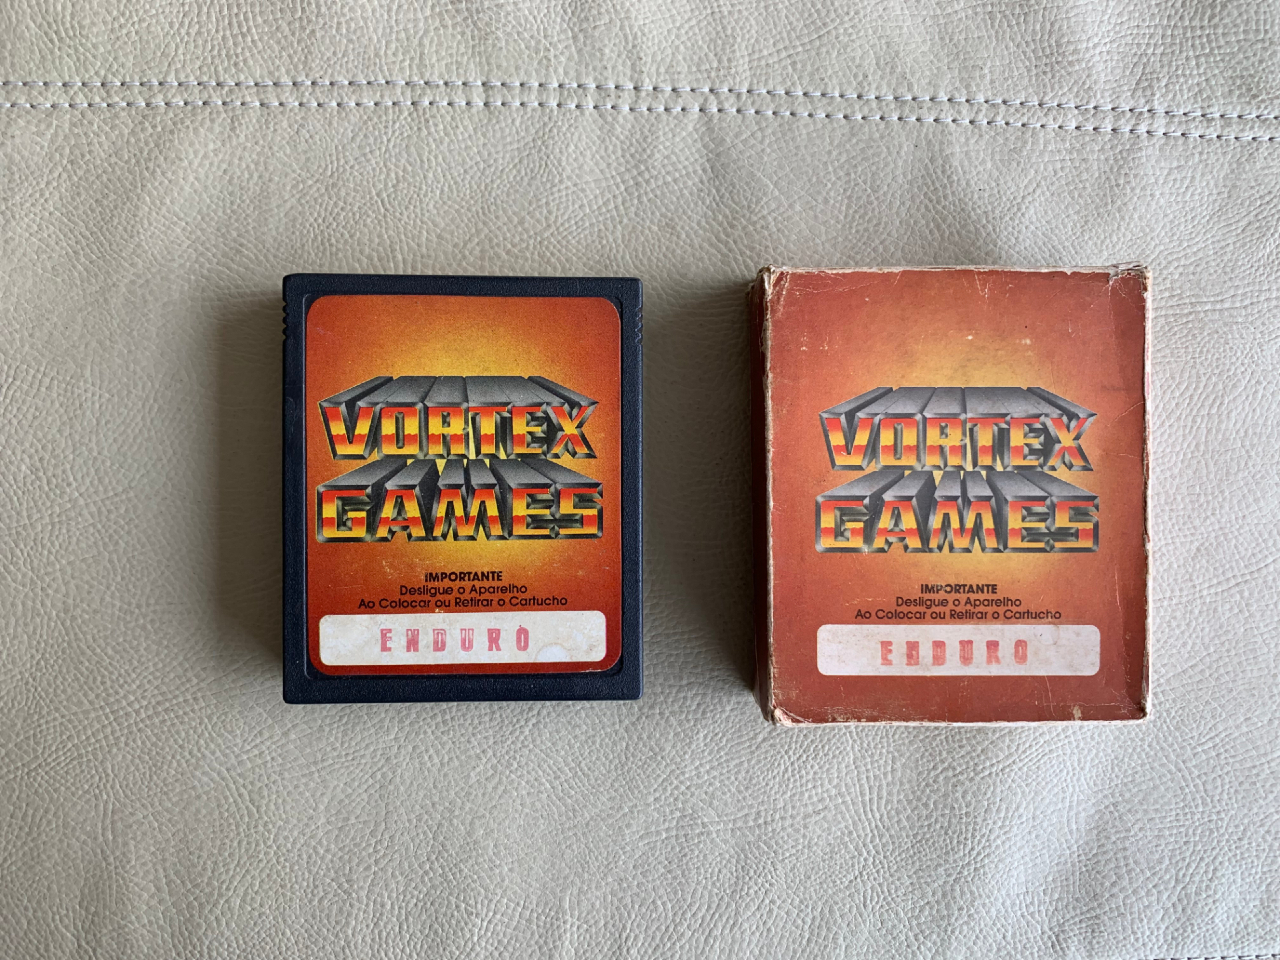 VORTEX
GAMES
IMPORTANTE
Desligue o Aparelho
Ao Colocar ou Retirar o Cartucho
ENDURO
VORTEX
GAMES
IMPORTANTE
Desligue o Aparelho
Ao Colocar ou Retirar o Cartucho
ENDURO